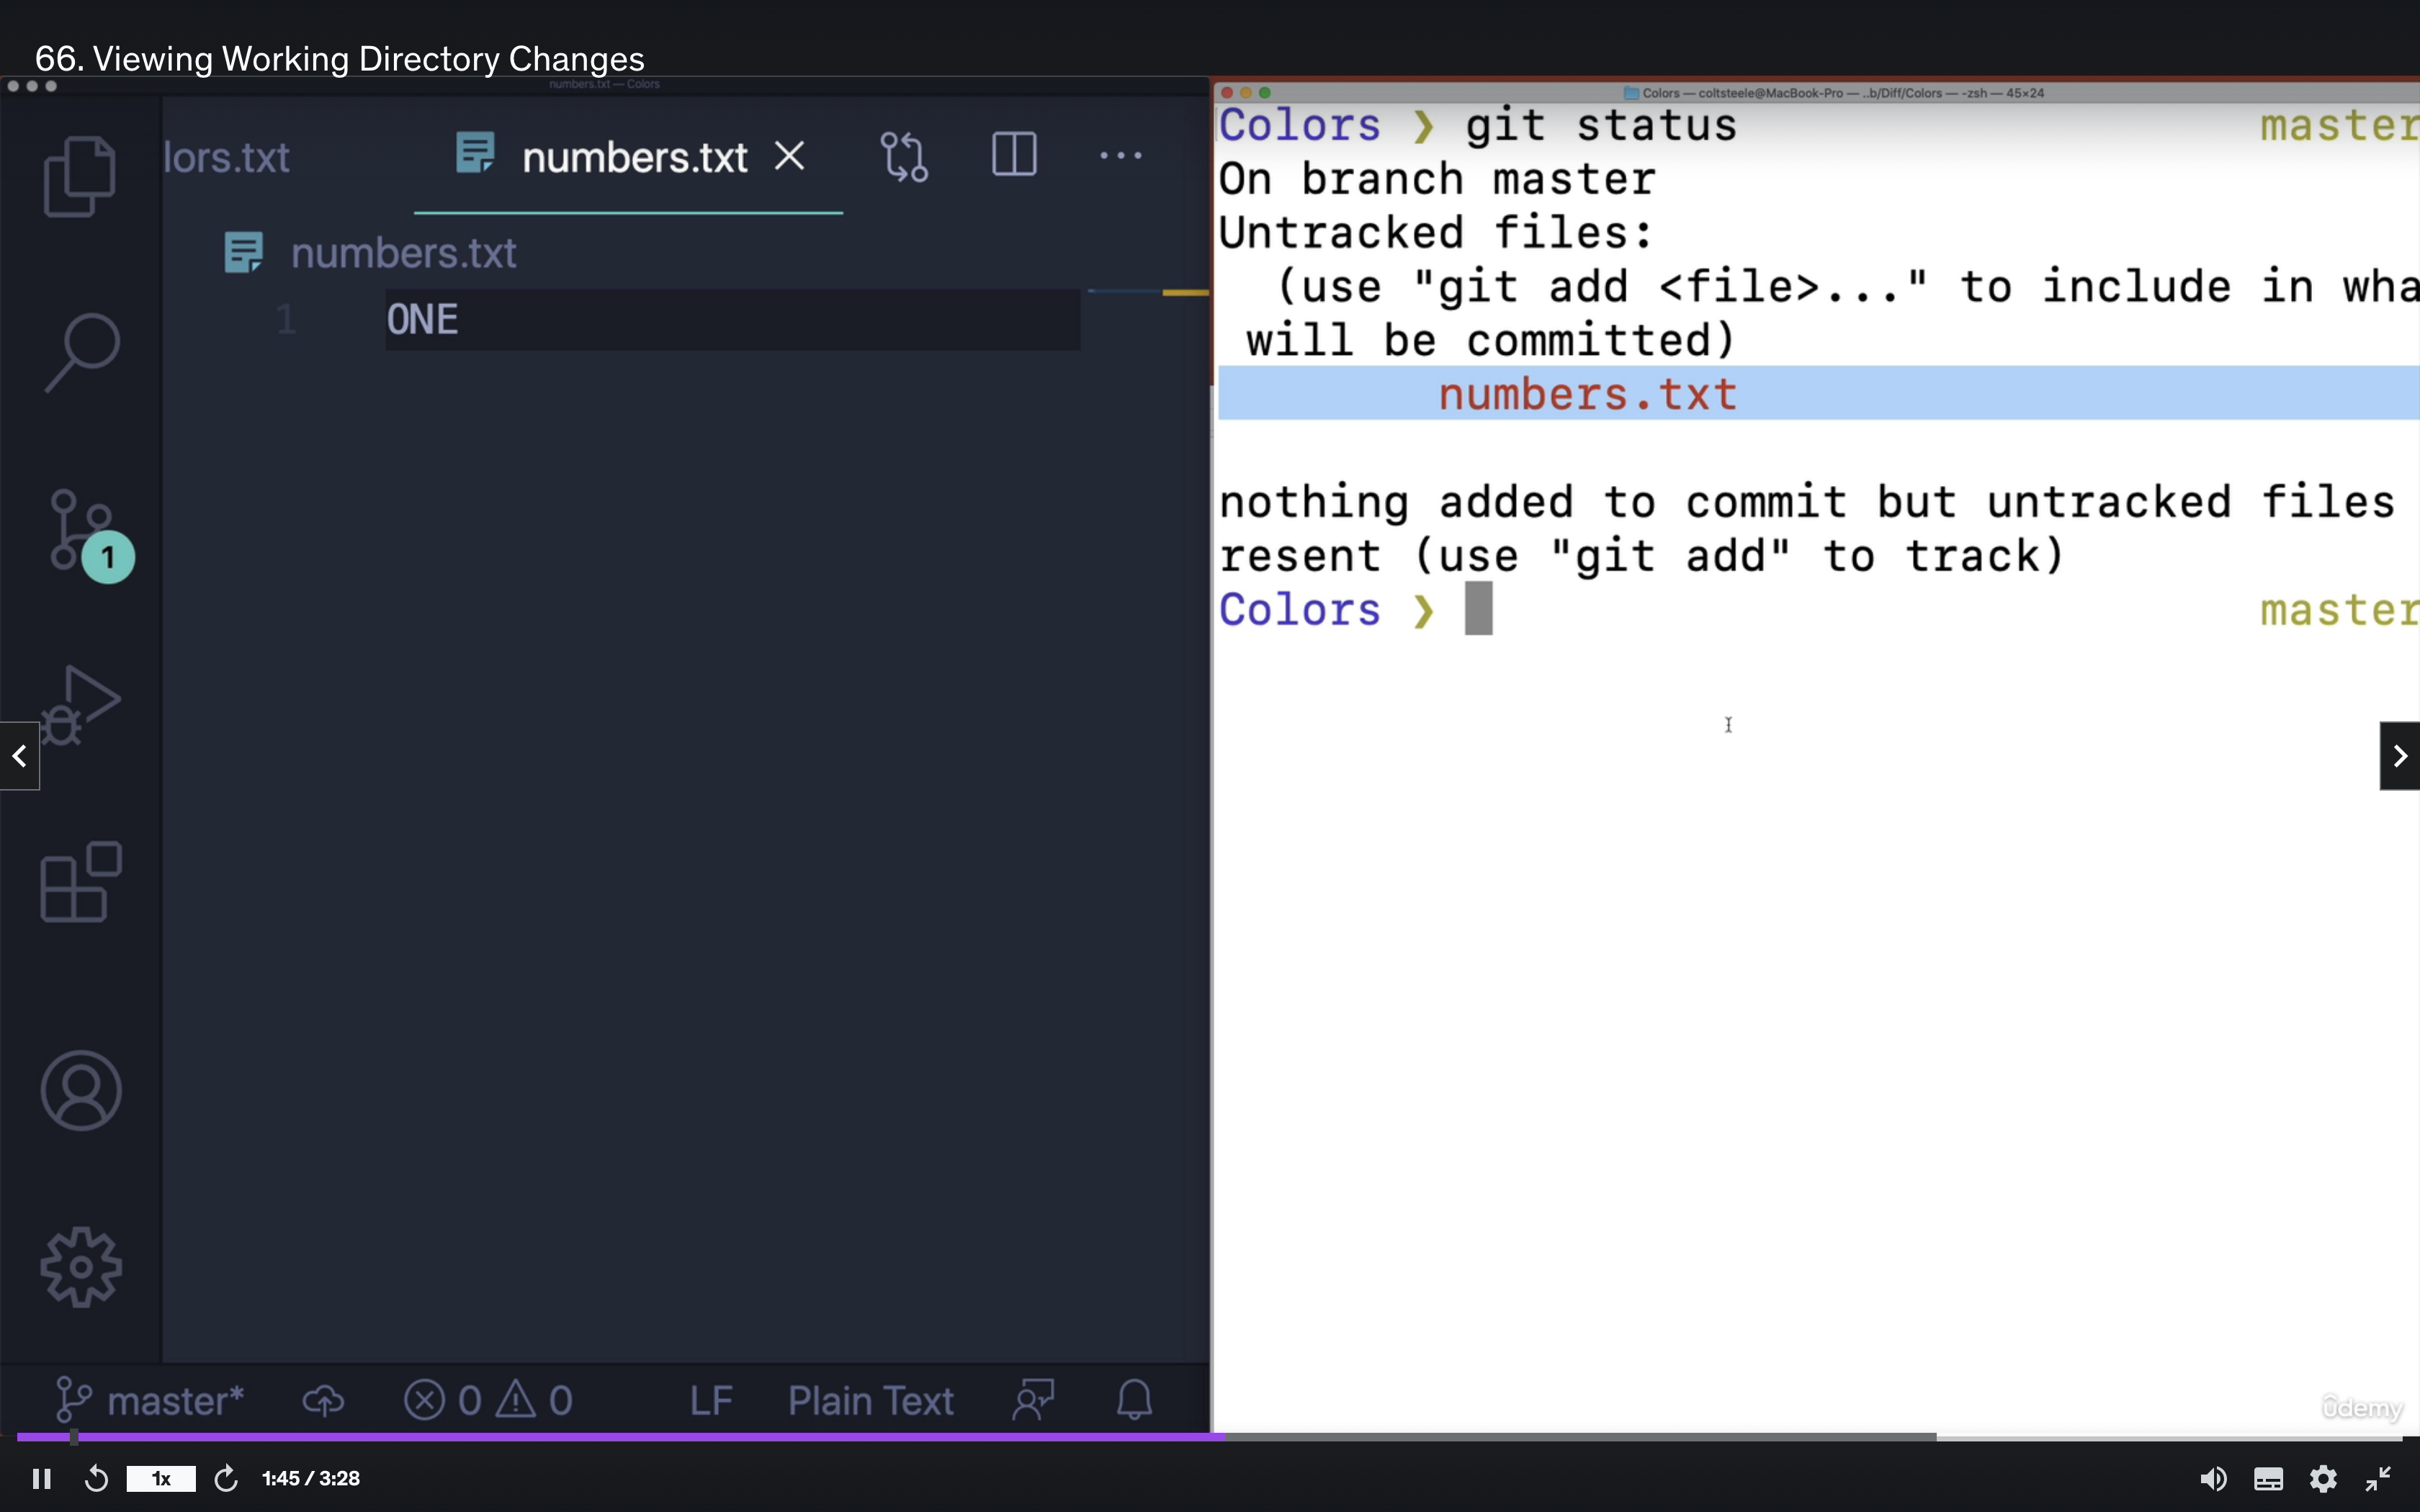 66. Viewing Working Directory Changes
numbers.txt — Colors
lors.txt
numbers.txt
numbers.txt
1 ONE
1
master*
0 0
LF
Plain Text
Colors — coltsteele@MacBook-Pro — ..b/Diff/Colors — -zsh — 45×24
Colors ❯ git status master
On branch master
Untracked files:
(use "git add <file>..." to include in wha
will be committed)
numbers.txt
nothing added to commit but untracked files
resent (use "git add" to track)
Colors ❯ master
udemy
1x
1:45 / 3:28